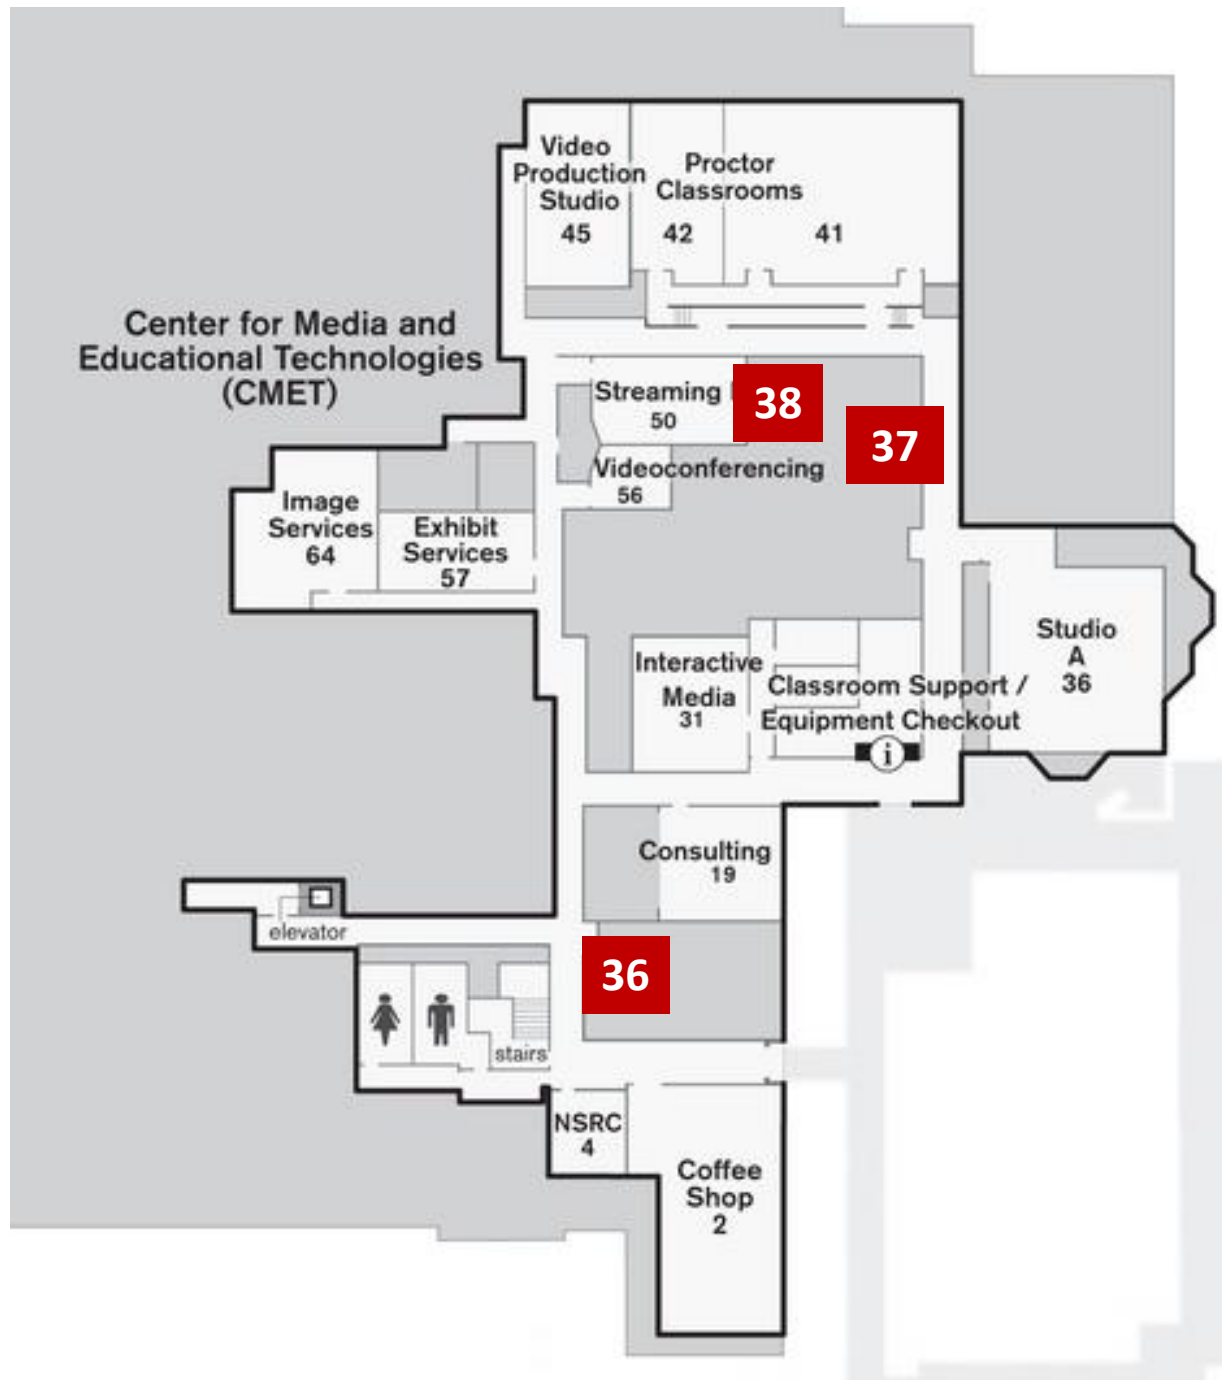 Video
Production
Studio
45
Proctor
Classrooms
42
41
Center for Media and
Educational Technologies
(CMET)
Streaming
50
38
37
Videoconferencing
56
Image
Services
64
Exhibit
Services
57
Studio
A
36
Interactive
Media
31
Classroom Support /
Equipment Checkout
i
Consulting
19
elevator
36
stairs
NSRC
4
Coffee
Shop
2